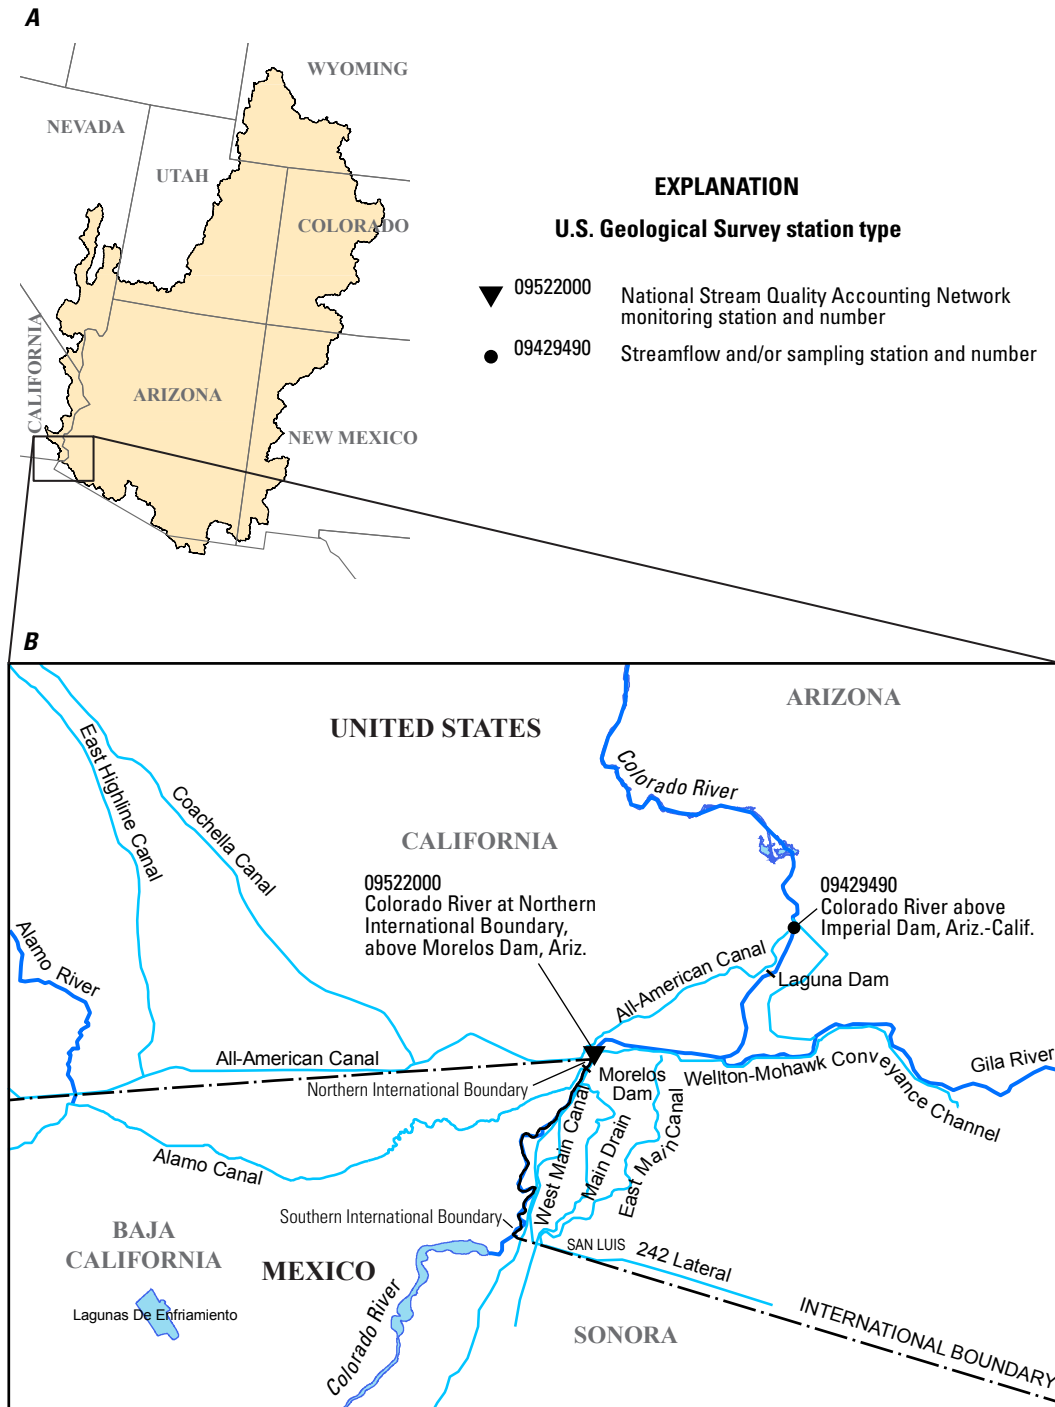 A
WYOMING
NEVADA
UTAH
COLORADO
CALIFORNIA
ARIZONA
NEW MEXICO
EXPLANATION
U.S. Geological Survey station type
09522000
National Stream Quality Accounting Network
monitoring station and number
09429490
Streamflow and/or sampling station and number
B
ARIZONA
UNITED STATES
Colorado River
East Highline Canal
Coachella Canal
CALIFORNIA
09522000
Colorado River at Northern
International Boundary,
above Morelos Dam, Ariz.
09429490
Colorado River above
Imperial Dam, Ariz.-Calif.
Alamo River
All-American Canal
Laguna Dam
All-American Canal
Northern International Boundary
Morelos
Dam
Wellton-Mohawk Conveyance Channel
Gila River
Alamo Canal
West Main Canal
Main Drain
East Main Canal
Southern International Boundary
SAN LUIS
242 Lateral
BAJA
CALIFORNIA
MEXICO
Lagunas De Enfriamiento
Colorado River
SONORA
INTERNATIONAL BOUNDARY